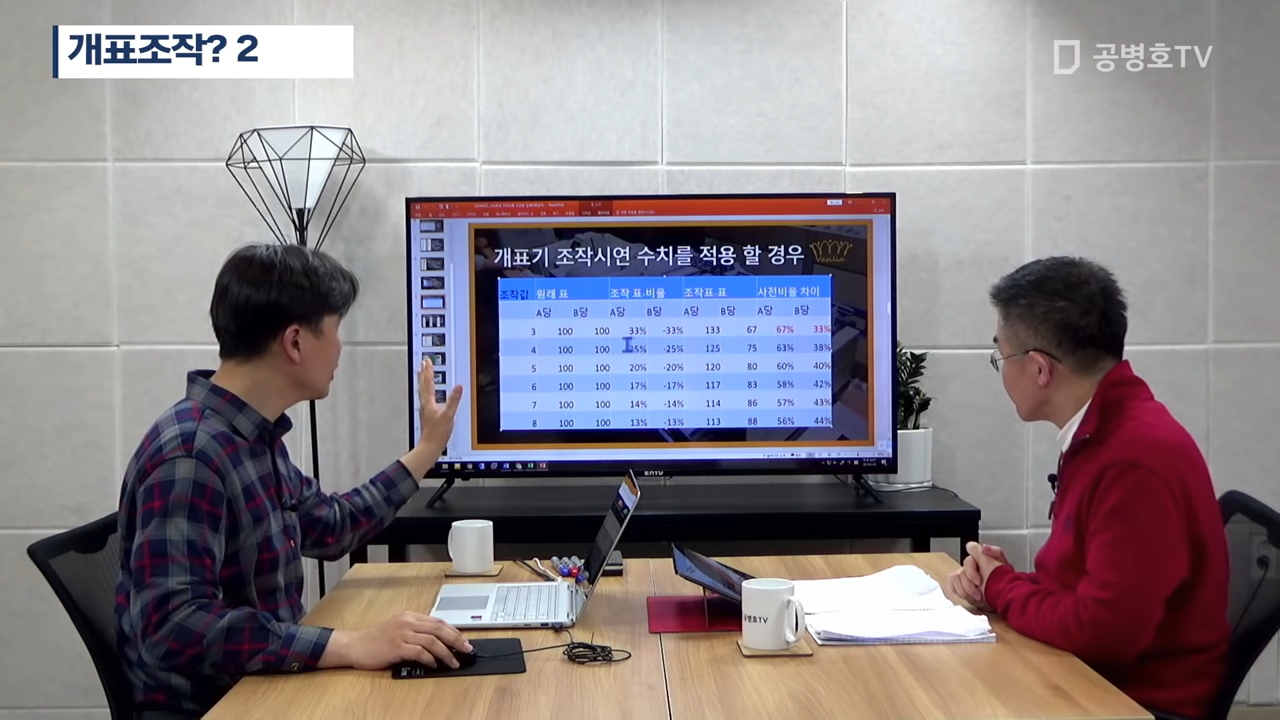 개표조작? 2
공병호TV
개표기 조작시연 수치를 적용 할 경우
Vasilia
조작값 원래 표 조작 표-비율 조작표-표 사전비율 차이
A당 B당 A당 B당 A당 B당 A당 B당
3 100 100 33% -33% 133 67 67% 33%
4 100 100 25% -25% 125 75 63% 38%
5 100 100 20% -20% 120 80 60% 40%
6 100 100 17% -17% 117 83 58% 42%
7 100 100 14% -14% 114 86 57% 43%
8 100 100 13% -13% 113 88 56% 44%
공병호TV